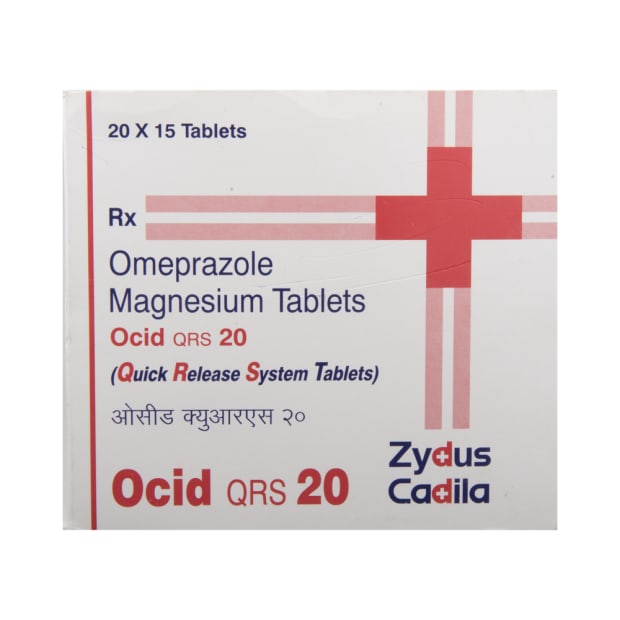 20 X 15 Tablets
Rx
Omeprazole
Magnesium Tablets
Ocid QRS 20
(Quick Release System Tablets)
ओसीड क्युआरएस २०
Ocid QRS 20
Zydus
Cadila